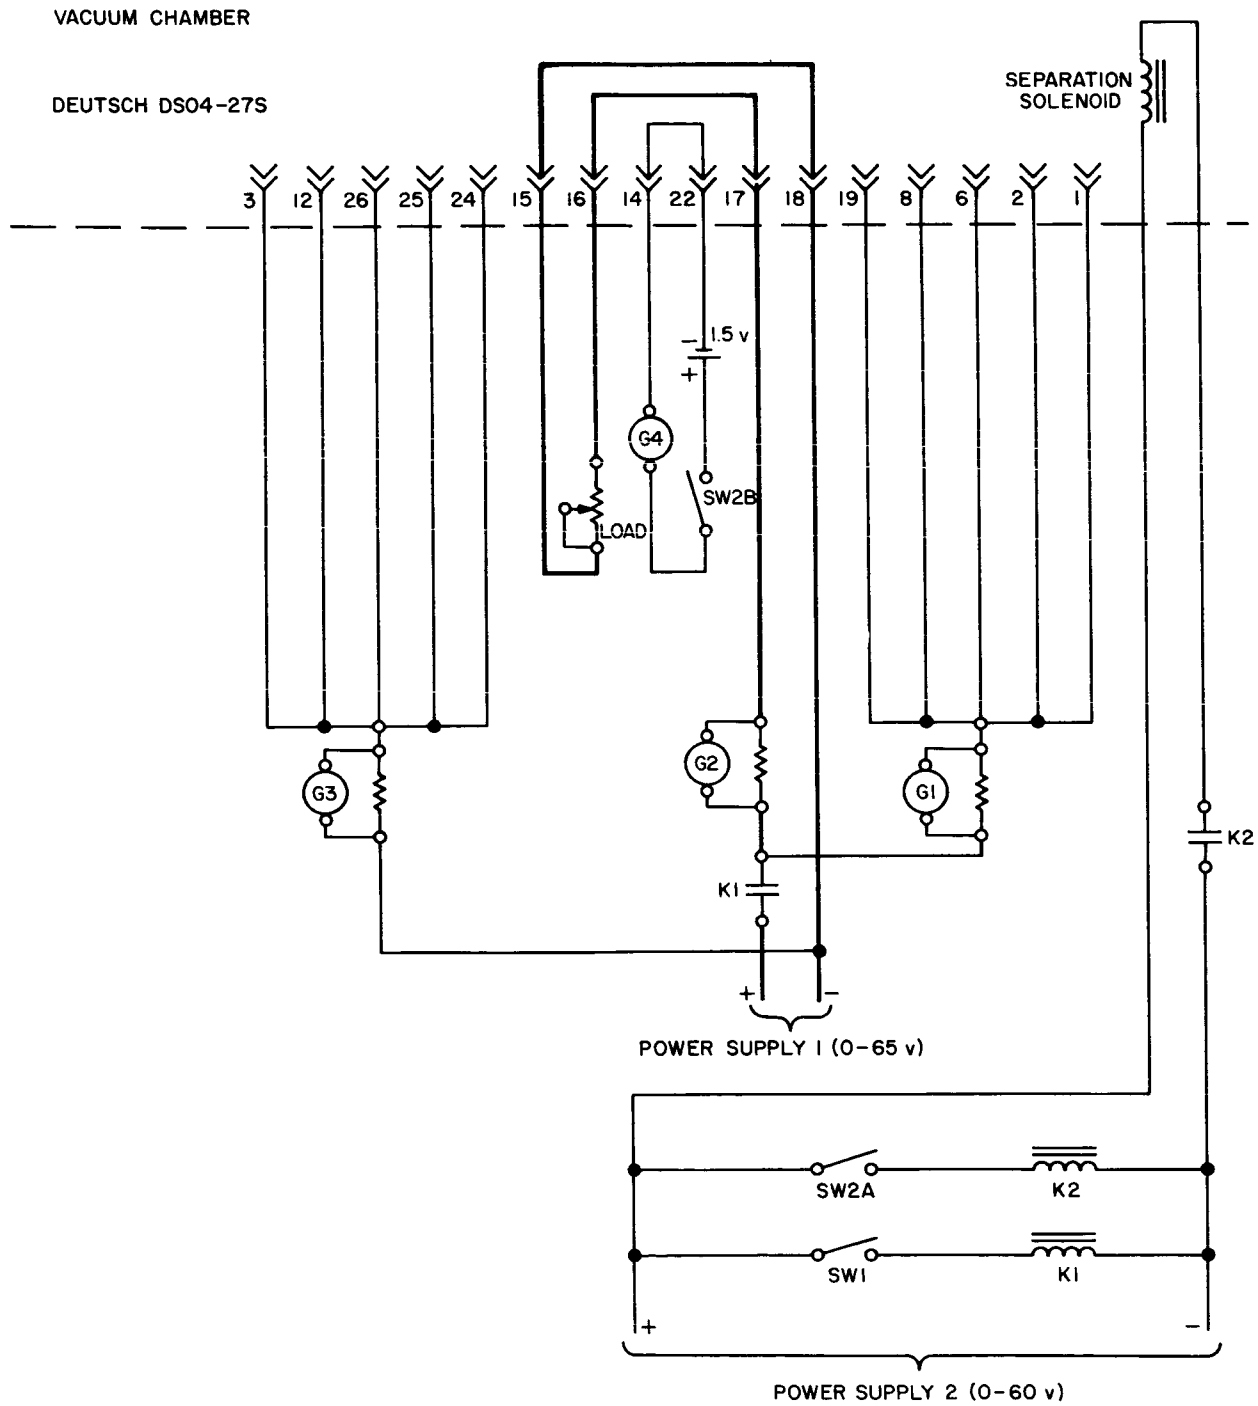 VACUUM CHAMBER
DEUTSCH DS04-27S
SEPARATION
SOLENOID
3 12 26 25 24 15 16 14 22 17 18 19 8 6 2 1
- 1.5 v
+
G4
SW2B
LOAD
G3 G2 G1
K2
K1
+ -
POWER SUPPLY 1 (0-65 v)
SW2A K2
SW1 K1
+ -
POWER SUPPLY 2 (0-60 v)